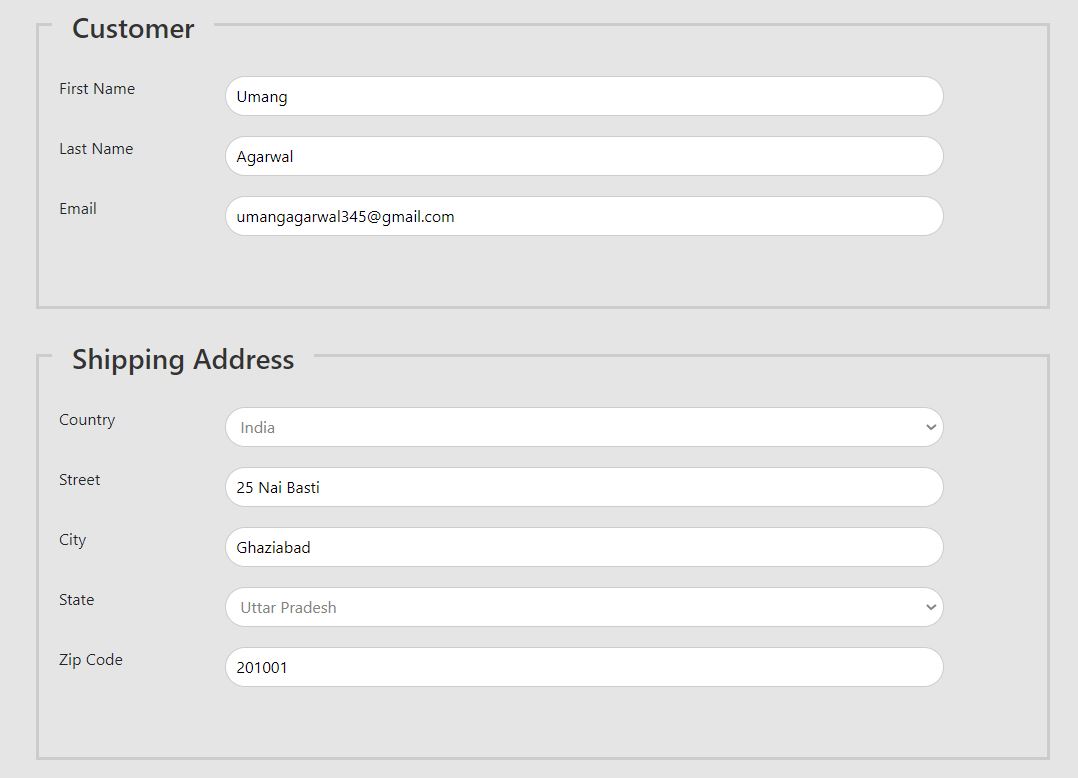 Customer
First Name Umang
Last Name Agarwal
Email umangagarwal345@gmail.com
Shipping Address
Country India
Street 25 Nai Basti
City Ghaziabad
State Uttar Pradesh
Zip Code 201001